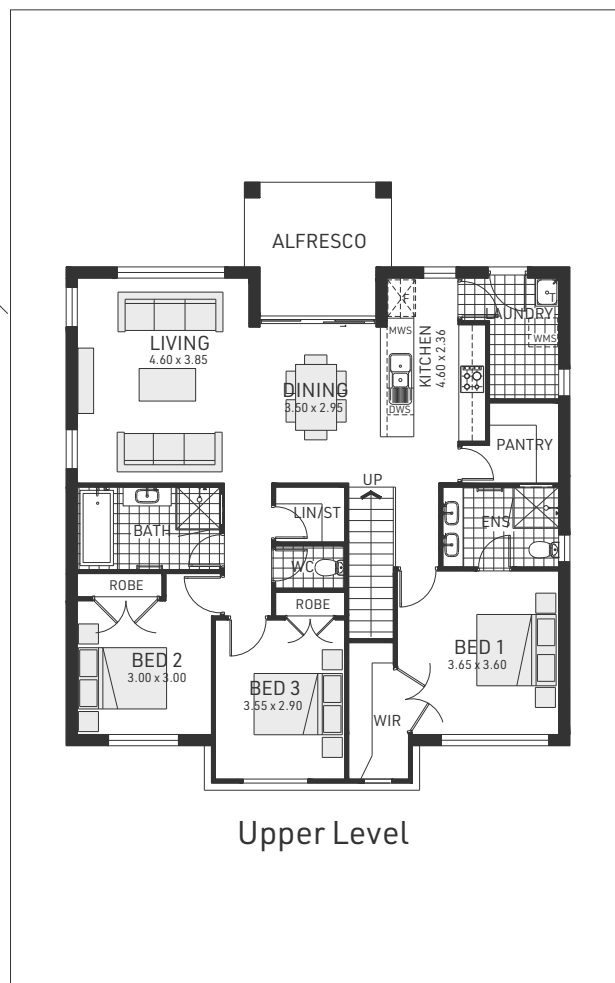 ALFRESCO
LIVING
4.60 x 3.85
DINING
3.50 x 2.95
KITCHEN
4.60 x 2.36
F
MWS
DWS
LAUNDRY
T
WMS
PANTRY
UP
LIN/ST
BATH
ENS
WC
ROBE
ROBE
BED 2
3.00 x 3.00
BED 3
3.55 x 2.90
BED 1
3.65 x 3.60
WIR
Upper Level